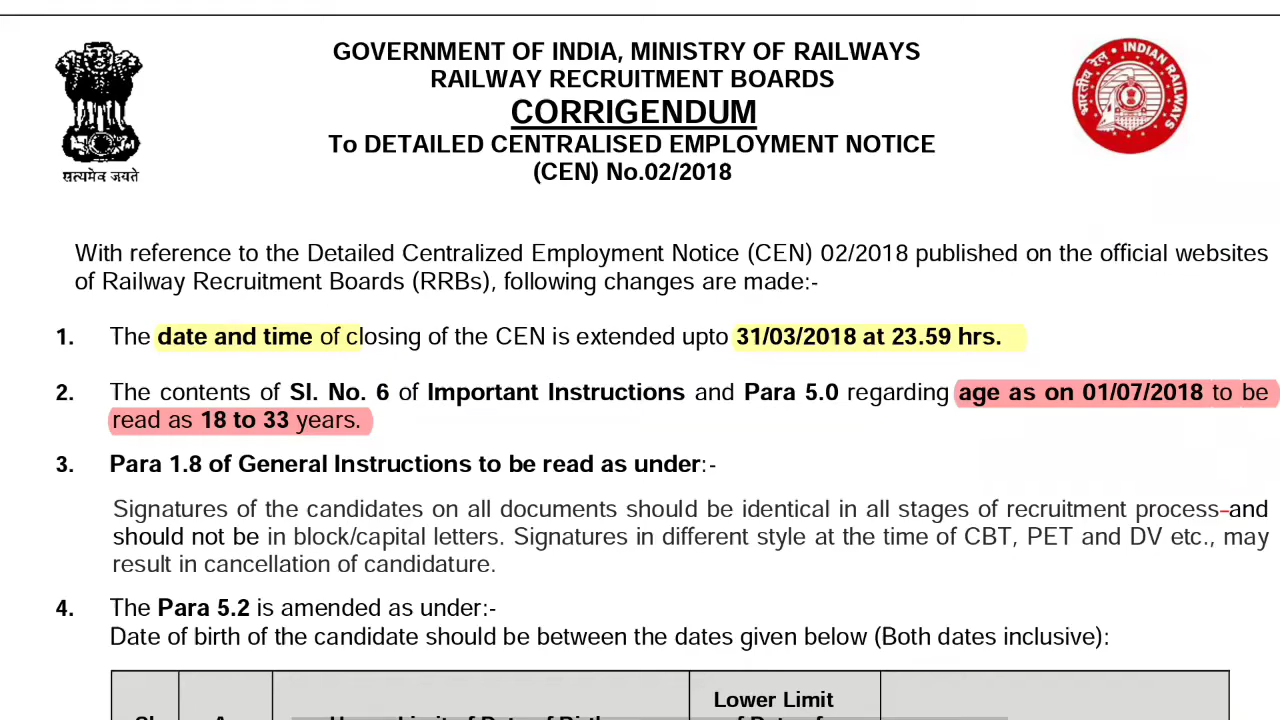 GOVERNMENT OF INDIA, MINISTRY OF RAILWAYS
RAILWAY RECRUITMENT BOARDS
CORRIGENDUM
To DETAILED CENTRALISED EMPLOYMENT NOTICE
(CEN) No.02/2018
सत्यमेव जयते
भारतीय रेल • INDIAN RAILWAYS
With reference to the Detailed Centralized Employment Notice (CEN) 02/2018 published on the official websites
of Railway Recruitment Boards (RRBs), following changes are made:-
1. The date and time of closing of the CEN is extended upto 31/03/2018 at 23.59 hrs.
2. The contents of Sl. No. 6 of Important Instructions and Para 5.0 regarding age as on 01/07/2018 to be
read as 18 to 33 years.
3. Para 1.8 of General Instructions to be read as under:-
Signatures of the candidates on all documents should be identical in all stages of recruitment process-and
should not be in block/capital letters. Signatures in different style at the time of CBT, PET and DV etc., may
result in cancellation of candidature.
4. The Para 5.2 is amended as under:-
Date of birth of the candidate should be between the dates given below (Both dates inclusive):
Lower Limit